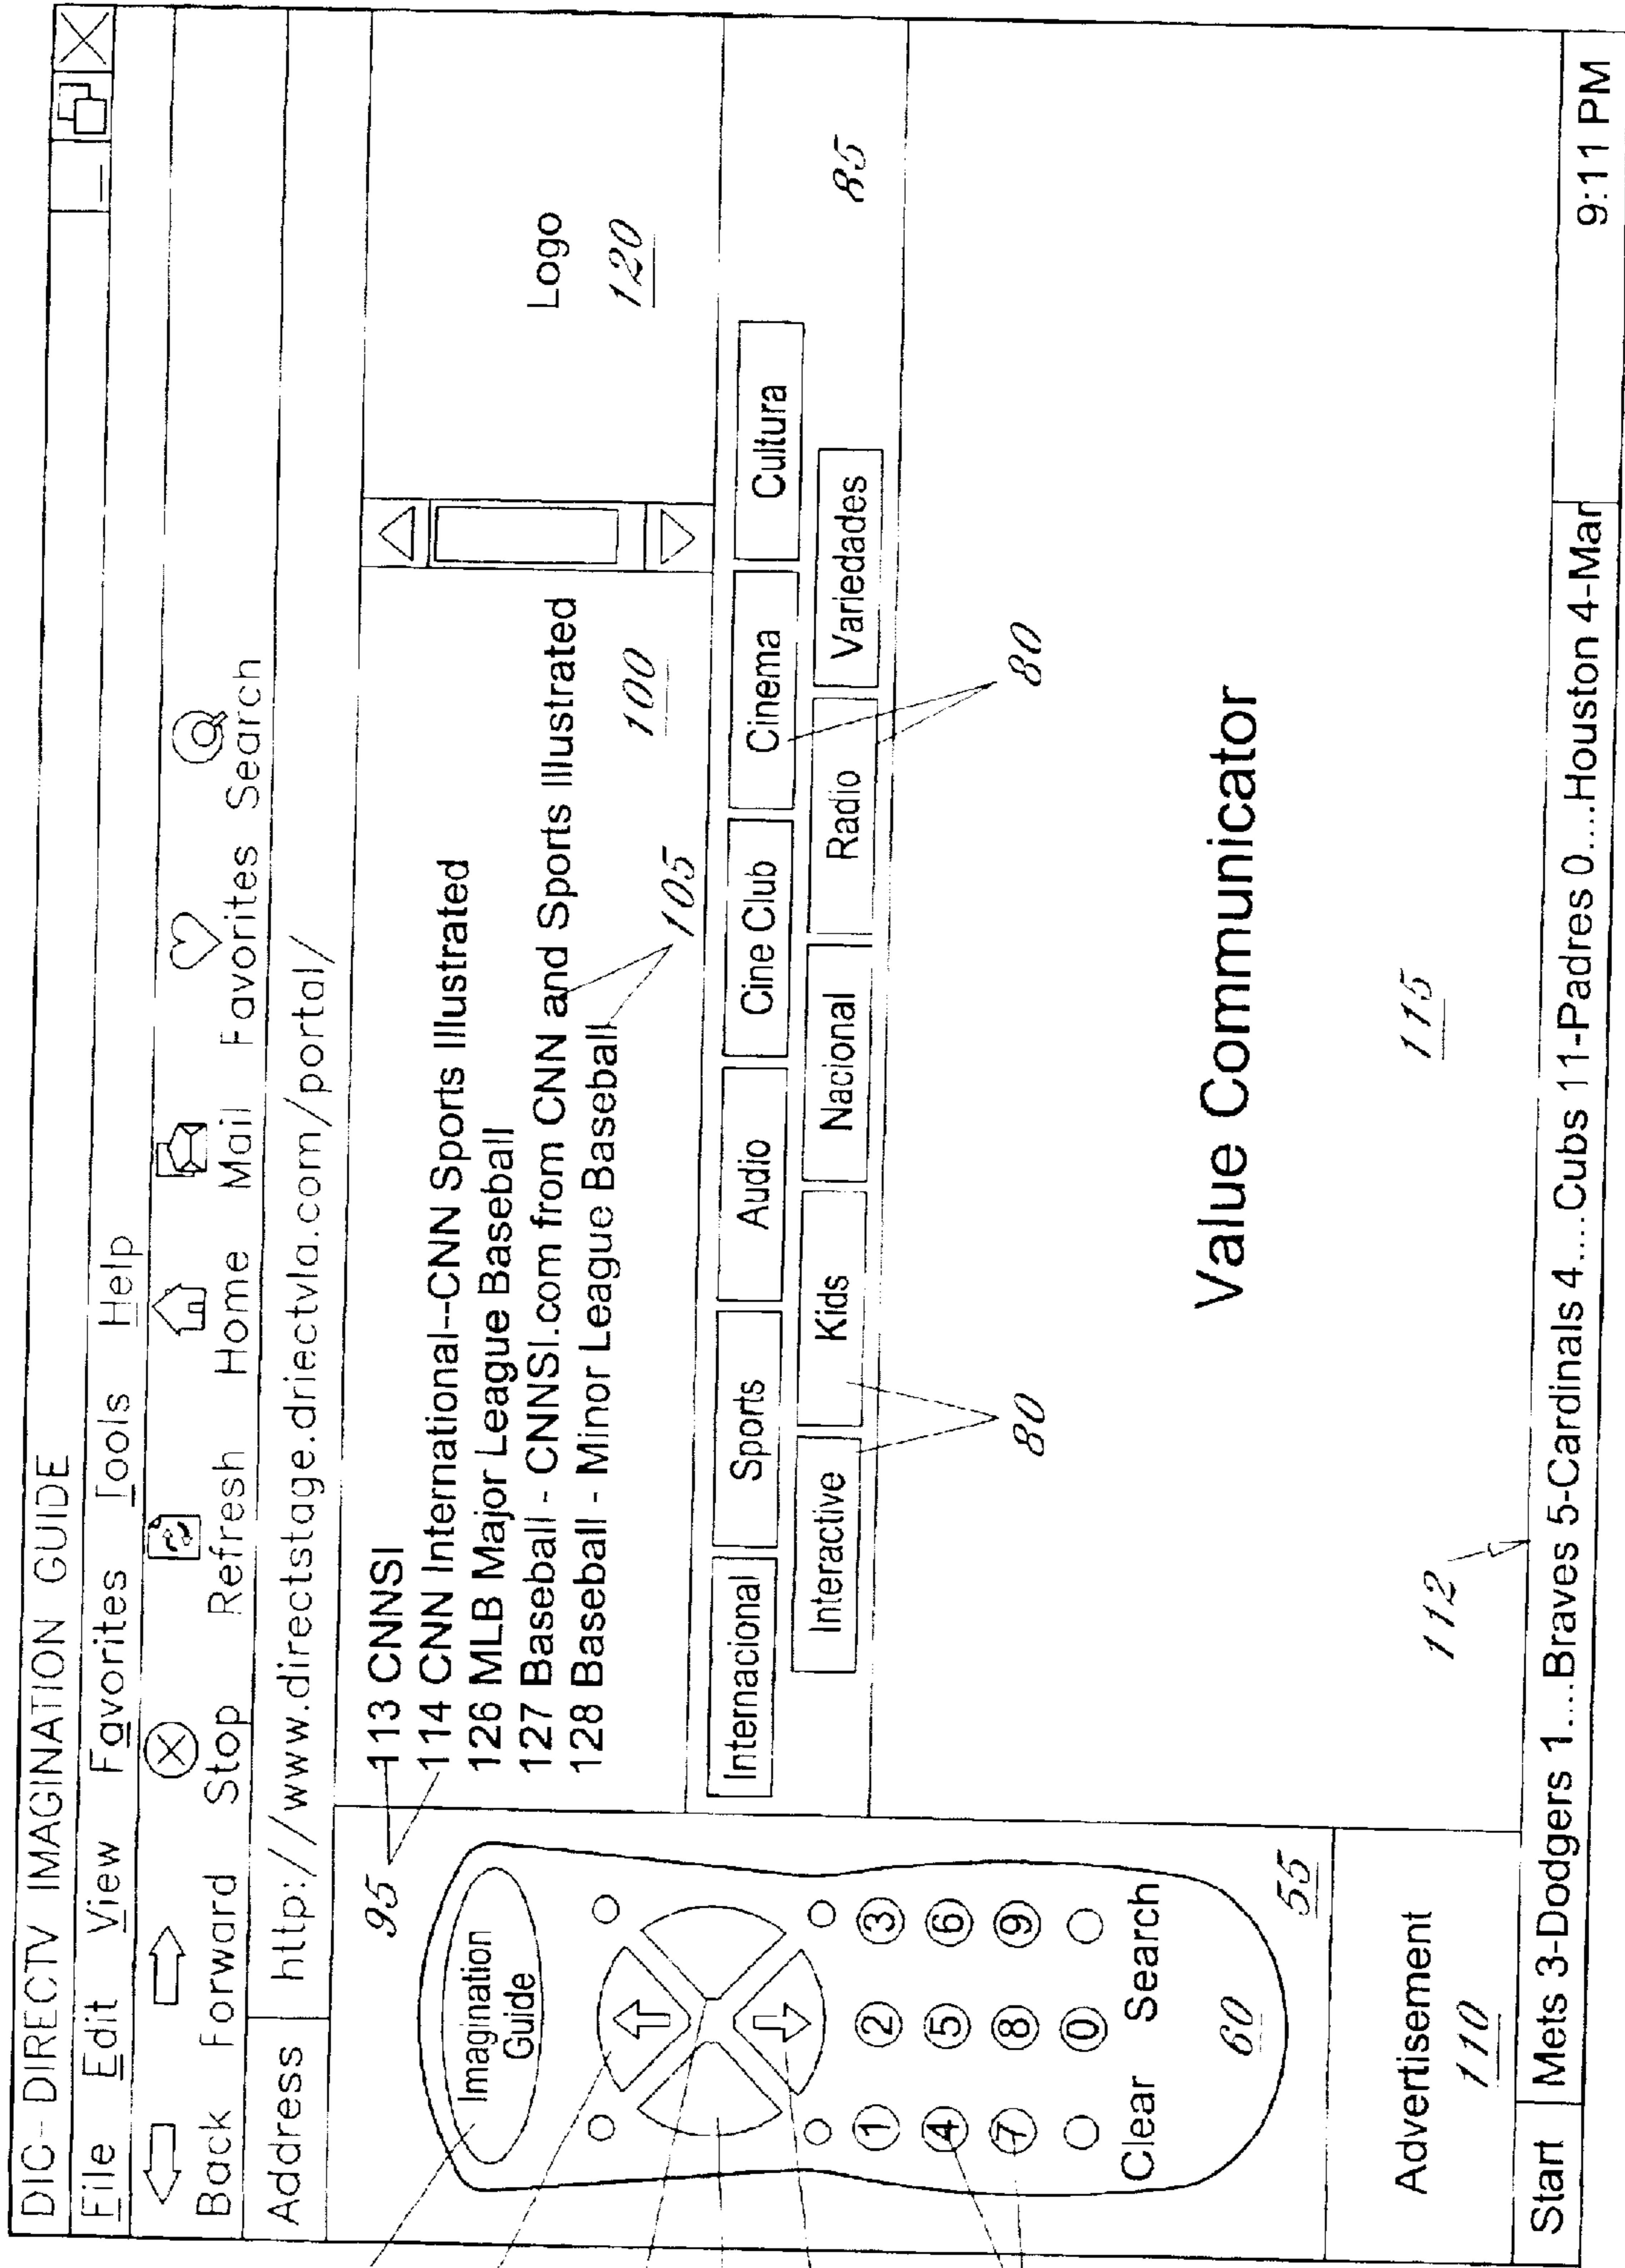 DIC-DIRECTV IMAGINATION GUIDE
File Edit View Favorites Tools Help
Back Forward Stop Refresh Home Mail Favorites Search
Address http://www.directstage.driectvla.com/portal/
95
113 CNNSI
114 CNN International--CNN Sports Illustrated
126 MLB Major League Baseball
127 Baseball - CNNSI.com from CNN and Sports Illustrated
128 Baseball - Minor League Baseball
105
100
Logo
120
Imagination
Guide
1 2 3
4 5 6
7 8 9
0
Clear Search
60
55
Internacional Sports Audio Cine Club Cinema Cultura
Interactive Kids Nacional Radio Variedades
85
80
80
Value Communicator
115
112
Advertisement
110
Start Mets 3-Dodgers 1....Braves 5-Cardinals 4....Cubs 11-Padres 0....Houston 4-Mar 9:11 PM